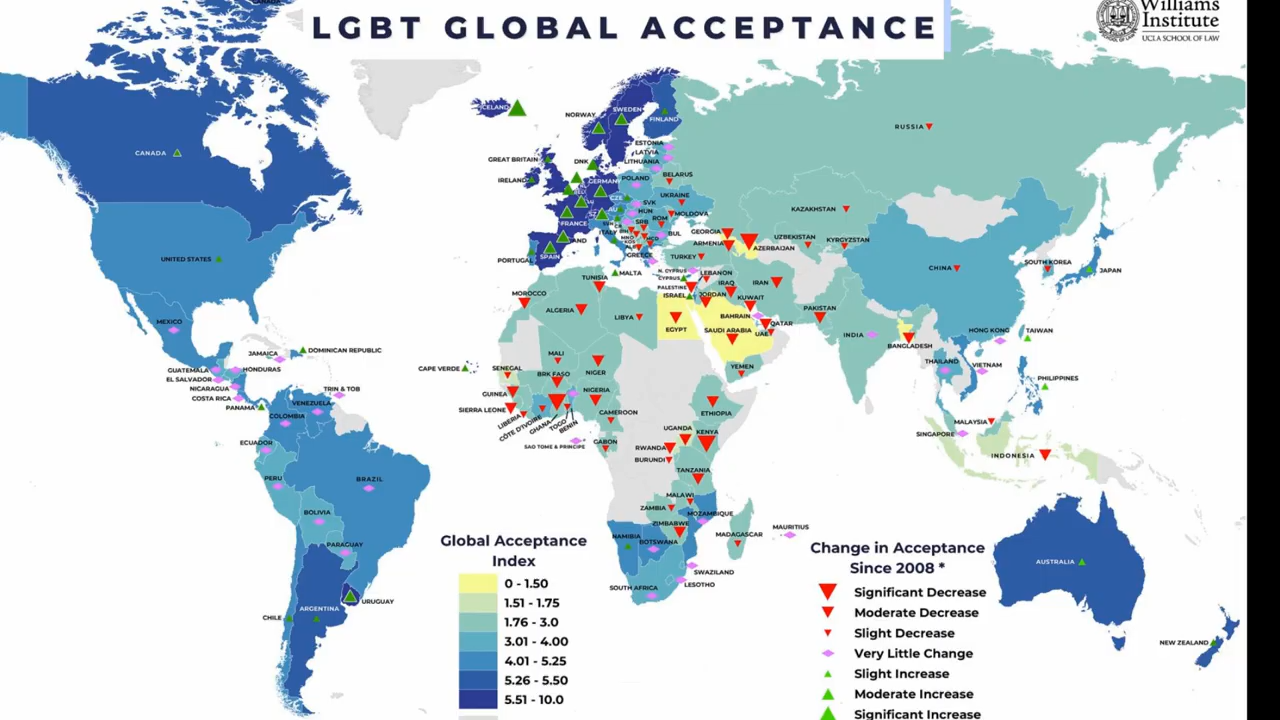 CANADA
LGBT GLOBAL ACCEPTANCE
Williams
Institute
UCLA SCHOOL OF LAW
ICELAND
NORWAY
SWEDEN
FINLAND
RUSSIA
ESTONIA
LATVIA
LITHUANIA
CANADA
GREAT BRITAIN
DNK
IRELAND
POLAND
BELARUS
GERMANY
UKRAINE
SVK
HUN
MOLDOVA
KAZAKHSTAN
FRANCE
SRB
ROM
ITALY
BUL
GEORGIA
UZBEKISTAN
KYRGYZSTAN
AND
ARMENIA
AZERBAIJAN
PORTUGAL
SPAIN
GREECE
TURKEY
UNITED STATES
CHINA
SOUTH KOREA
JAPAN
TUNISIA
MALTA
N. CYPRUS
CYPRUS
LEBANON
IRAQ
IRAN
PALESTINE
ISRAEL
JORDAN
KUWAIT
MOROCCO
ALGERIA
LIBYA
EGYPT
BAHRAIN
QATAR
PAKISTAN
SAUDI ARABIA
UAE
INDIA
BANGLADESH
HONG KONG
TAIWAN
MEXICO
JAMAICA
DOMINICAN REPUBLIC
GUATEMALA
HONDURAS
EL SALVADOR
NICARAGUA
COSTA RICA
TRIN & TOB
PANAMA
VENEZUELA
COLOMBIA
CAPE VERDE
SENEGAL
MALI
BRK FASO
NIGER
YEMEN
THAILAND
VIETNAM
PHILIPPINES
GUINEA
NIGERIA
SIERRA LEONE
LIBERIA
CÔTE D'IVOIRE
GHANA
TOGO
BENIN
CAMEROON
ETHIOPIA
MALAYSIA
SINGAPORE
UGANDA
KENYA
ECUADOR
SAO TOME & PRINCIPE
GABON
RWANDA
BURUNDI
INDONESIA
PERU
BRAZIL
TANZANIA
MALAWI
BOLIVIA
ZAMBIA
MOZAMBIQUE
ZIMBABWE
MADAGASCAR
MAURITIUS
PARAGUAY
NAMIBIA
BOTSWANA
SWAZILAND
LESOTHO
SOUTH AFRICA
AUSTRALIA
URUGUAY
ARGENTINA
CHILE
NEW ZEALAND
Global Acceptance
Index
0 - 1.50
1.51 - 1.75
1.76 - 3.0
3.01 - 4.00
4.01 - 5.25
5.26 - 5.50
5.51 - 10.0
Change in Acceptance
Since 2008 *
Significant Decrease
Moderate Decrease
Slight Decrease
Very Little Change
Slight Increase
Moderate Increase
Significant Increase